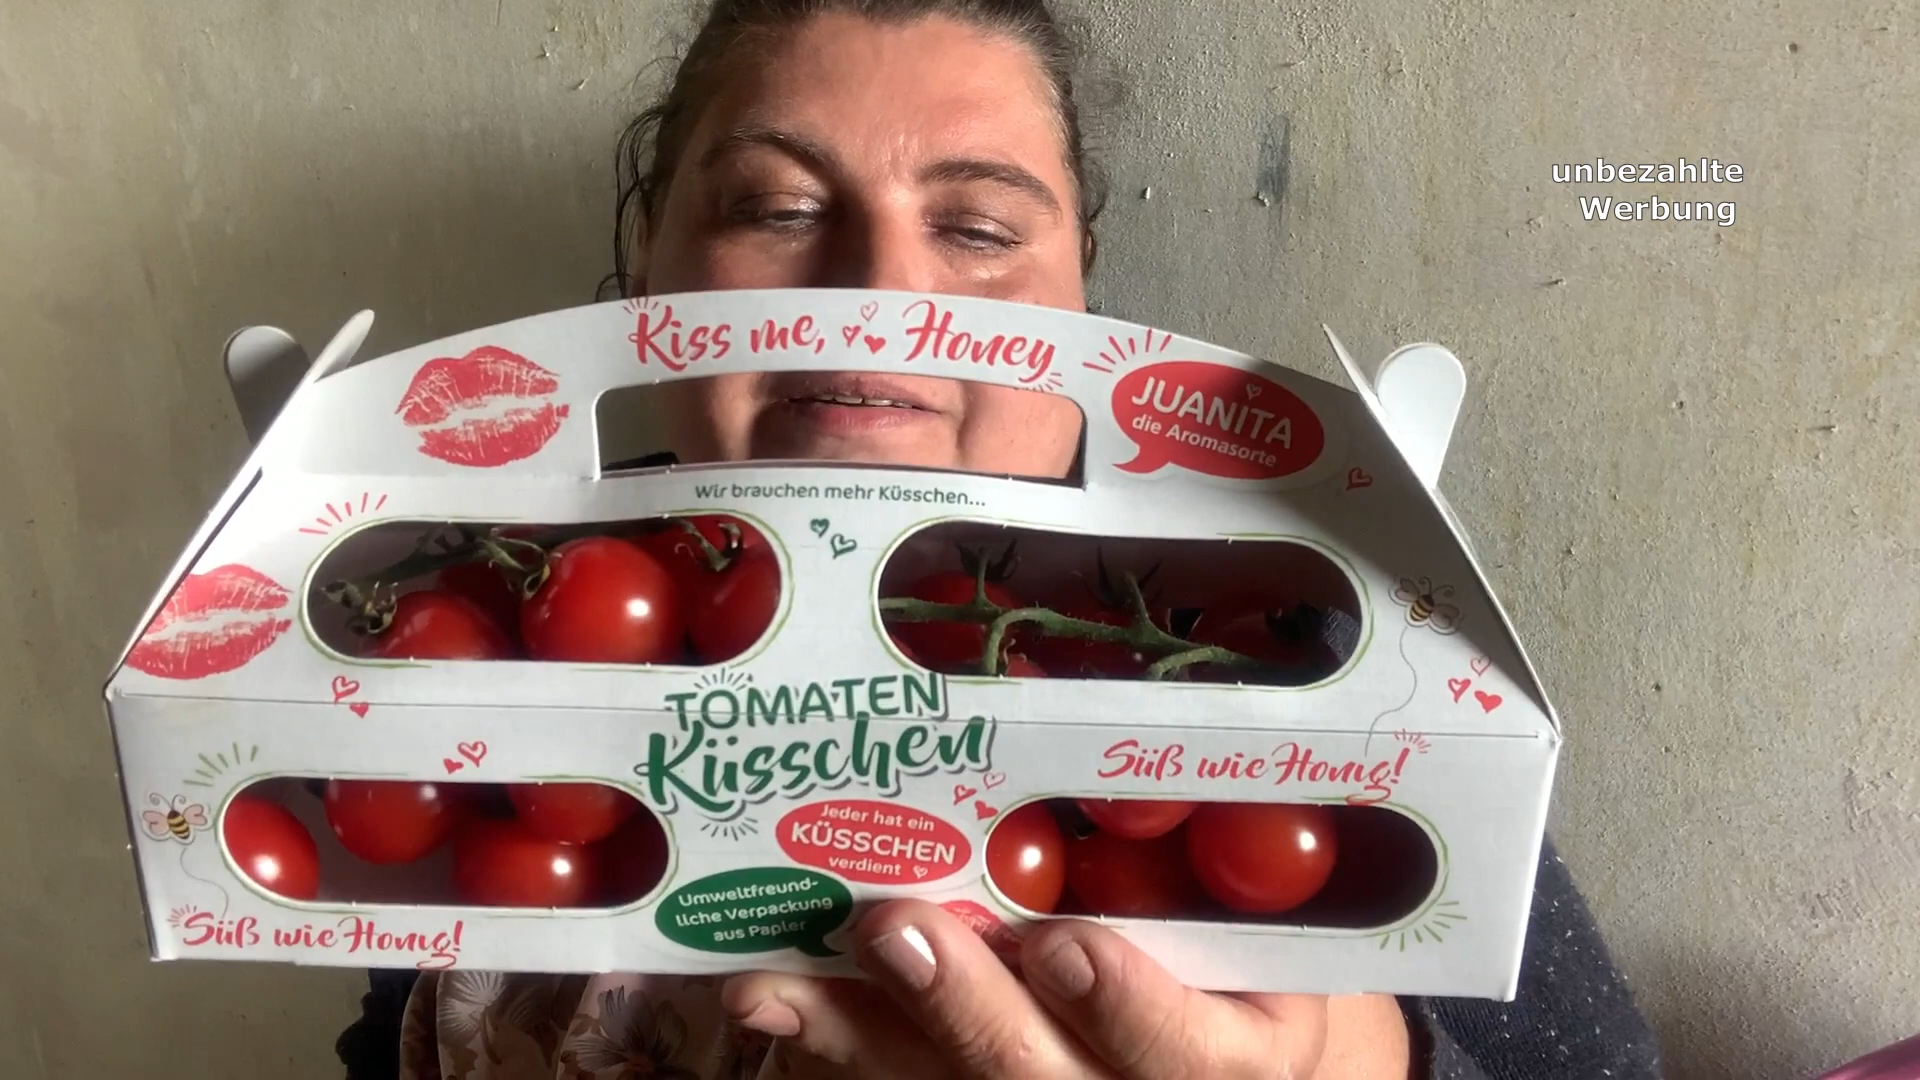 unbezahlte
Werbung
Kiss me, Honey
JUANITA
die Aromasorte
Wir brauchen mehr Küsschen...
TOMATEN
Küsschen
Süß wie Honig!
Jeder hat ein
KÜSSCHEN
verdient
Umweltfreund-
liche Verpackung
aus Papier
Süß wie Honig!